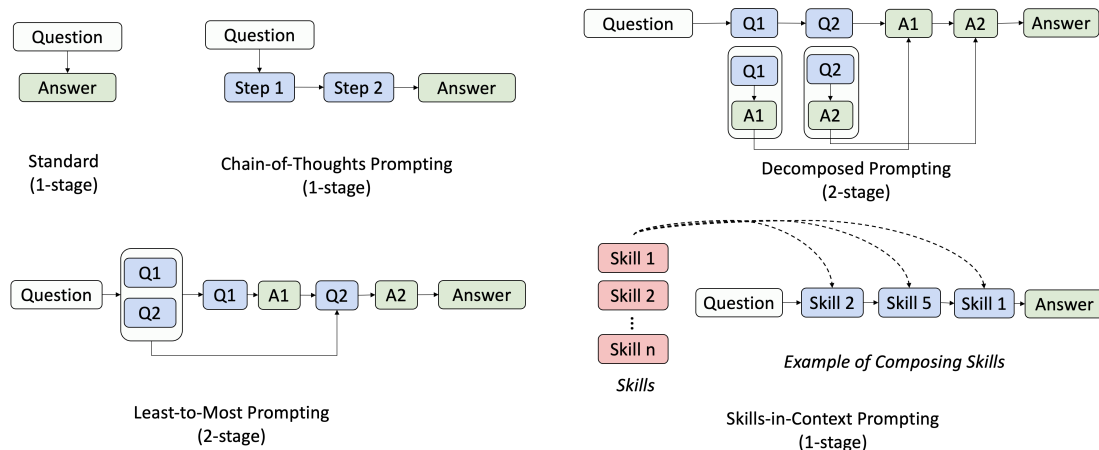 Question
Answer
Standard
(1-stage)
Question
Step 1
Step 2
Answer
Chain-of-Thoughts Prompting
(1-stage)
Question
Q1
Q2
A1
A2
Answer
Q1
Q2
A1
A2
Decomposed Prompting
(2-stage)
Question
Q1
Q2
Q1
A1
Q2
A2
Answer
Least-to-Most Prompting
(2-stage)
Skill 1
Skill 2
Skill n
Skills
Question
Skill 2
Skill 5
Skill 1
Answer
Example of Composing Skills
Skills-in-Context Prompting
(1-stage)